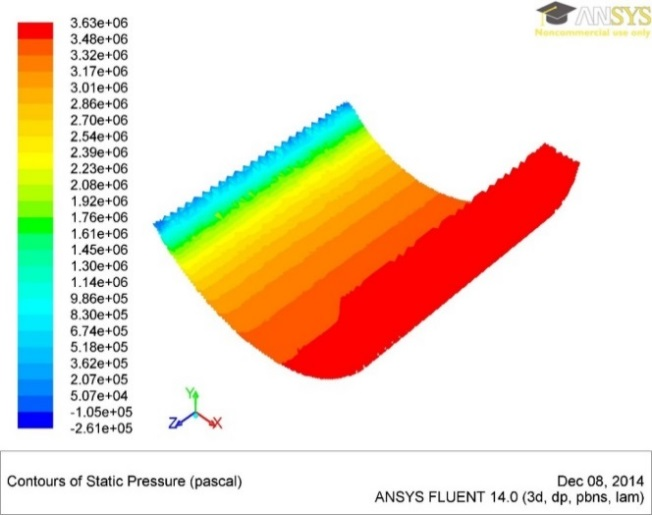 ANSYS
Noncommercial use only
3.63e+06
3.48e+06
3.32e+06
3.17e+06
3.01e+06
2.86e+06
2.70e+06
2.54e+06
2.39e+06
2.23e+06
2.08e+06
1.92e+06
1.76e+06
1.61e+06
1.45e+06
1.30e+06
1.14e+06
9.86e+05
8.30e+05
6.74e+05
5.18e+05
3.62e+05
2.07e+05
5.07e+04
-1.05e+05
-2.61e+05
Y
Z X
Contours of Static Pressure (pascal)
Dec 08, 2014
ANSYS FLUENT 14.0 (3d, dp, pbns, lam)